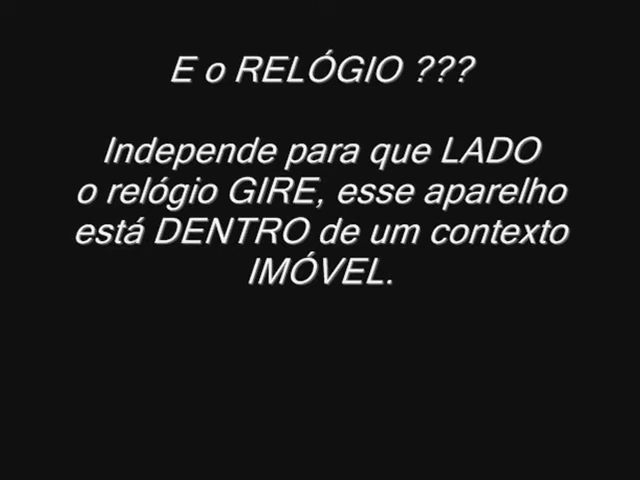 E o RELÓGIO ???
Independe para que LADO
o relógio GIRE, esse aparelho
está DENTRO de um contexto
IMÓVEL.